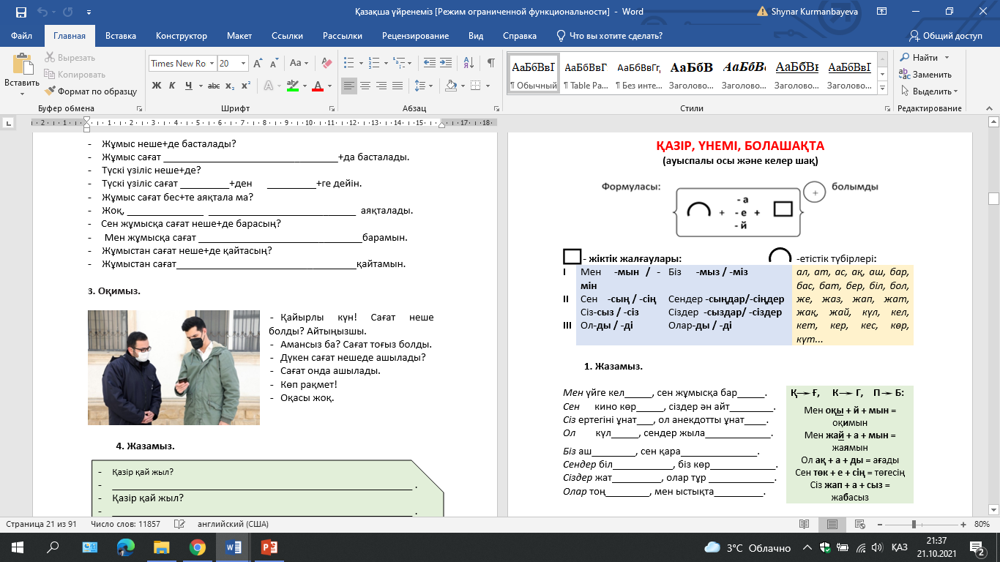 Қазақша үйренеміз [Режим ограниченной функциональности] - Word
Shynar Kurmanbayeva
Файл Главная Вставка Конструктор Макет Ссылки Рассылки Рецензирование Вид Справка Что вы хотите сделать? Общий доступ
Вставить
Вырезать
Копировать
Формат по образцу
Буфер обмена
Times New Ro 20
Ж К Ч abc x₂ x²
Шрифт
Абзац
АаБбВвГ АаБбВвГ АаБбВвГг, АаБбВ АаБбВ АаБбВвГ АаБбВвГ
¶ Обычный ¶ Table Pa... ¶ Без инте... Заголово... Заголово... Заголово... Заголово...
Стили
Найти
Заменить
Выделить
Редактирование
- Жұмыс неше+де басталады?
- Жұмыс сағат ________________+да басталады.
- Түскі үзіліс неше+де?
- Түскі үзіліс сағат _________+ден _________+ге дейін.
- Жұмыс сағат бес+те аяқтала ма?
- Жоқ, ______________ ___________________________ аяқталады.
- Сен жұмысқа сағат неше+де барасың?
- Мен жұмысқа сағат ______________________________барамын.
- Жұмыстан сағат неше+де қайтасың?
- Жұмыстан сағат_________________________________қайтамын.
3. Оқимыз.
- Қайырлы күн! Сағат неше
болды? Айтыңызшы.
- Амансыз ба? Сағат тоғыз болды.
- Дүкен сағат нешеде ашылады?
- Сағат онда ашылады.
- Көп рақмет!
- Оқасы жоқ.
4. Жазамыз.
- Қазір қай жыл?
- _______________________________________________________ .
- Қазір қай жыл?
- _______________________________________________________ .
ҚАЗІР, ҮНЕМІ, БОЛАШАҚТА
(ауыспалы осы және келер шақ)
Формуласы: + болымды
- а
+ - е +
- й
- жіктік жалғаулары: -етістік түбірлері:
I Мен -мын / - Біз -мыз / -міз
мін
II Сен -сың / -сің Сендер -сыңдар/-сіңдер
Сіз-сыз / -сіз Сіздер -сыздар/ -сіздер
III Ол-ды / -ді Олар-ды / -ді
ал, ат, ас, ақ, аш, бар,
бас, бат, бер, біл, бол,
же, жаз, жап, жат,
жақ, жай, күл, кел,
кет, кер, кес, көр,
күт...
1. Жазамыз.
Мен үйге кел_____, сен жұмысқа бар_____.
Сен кино көр_____, сіздер ән айт________.
Сіз ертегіні ұнат___, ол анекдотты ұнат____.
Ол күл_____, сендер жыла____________.
Біз аш________, сен қара______________.
Сендер біл___________, біз көр____________.
Сіздер жат_________, олар тұр ____________.
Олар тоң________, мен ыстықта_________.
Қ→ Ғ, К→ Г, П→ Б:
Мен оқы + й + мын =
оқимын
Мен жай + а + мын =
жаямын
Ол ақ + а + ды = ағады
Сен төк + е + сің = төгесің
Сіз жап + а + сыз =
жабасыз
Страница 21 из 91 Число слов: 11857 английский (США) 80%
3°C Облачно ҚАЗ 21:37
21.10.2021 2